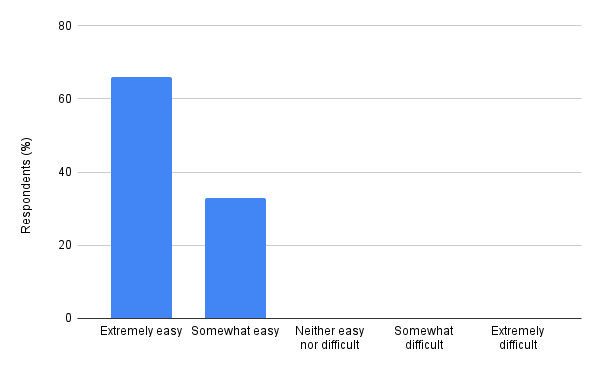 80
60
40
20
0
Respondents (%)
Extremely easy
Somewhat easy
Neither easy
nor difficult
Somewhat
difficult
Extremely
difficult